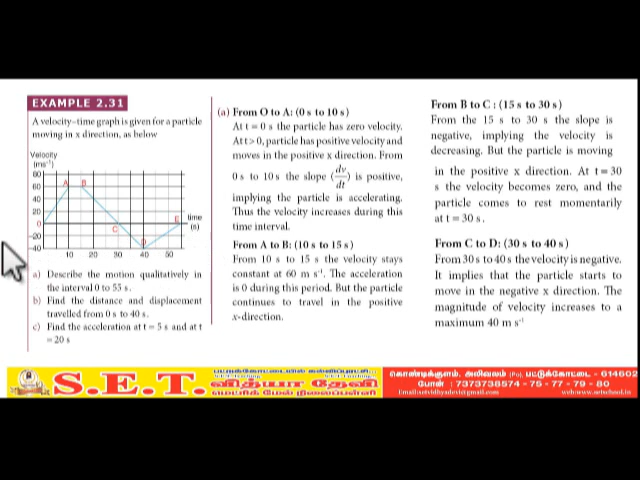 EXAMPLE 2.31
A velocity–time graph is given for a particle
moving in x direction, as below
Velocity
(ms⁻¹)
80
60
40
20
0
−20
−40
A
B
C
D
E
time
(s)
10 20 30 40 50
a) Describe the motion qualitatively in
the interval 0 to 55 s.
b) Find the distance and displacement
travelled from 0 s to 40 s.
c) Find the acceleration at t = 5 s and at t
= 20 s
(a) From O to A: (0 s to 10 s)
At t = 0 s the particle has zero velocity.
At t > 0, particle has positive velocity and
moves in the positive x direction. From
0 s to 10 s the slope (dv/dt) is positive,
implying the particle is accelerating.
Thus the velocity increases during this
time interval.
From A to B: (10 s to 15 s)
From 10 s to 15 s the velocity stays
constant at 60 m s⁻¹. The acceleration
is 0 during this period. But the particle
continues to travel in the positive
x-direction.
From B to C : (15 s to 30 s)
From the 15 s to 30 s the slope is
negative, implying the velocity is
decreasing. But the particle is moving
in the positive x direction. At t = 30
s the velocity becomes zero, and the
particle comes to rest momentarily
at t = 30 s.
From C to D: (30 s to 40 s)
From 30 s to 40 s the velocity is negative.
It implies that the particle starts to
move in the negative x direction. The
magnitude of velocity increases to a
maximum 40 m s⁻¹
S.E.T.
வித்யா தேவி
மெட்ரிக் மேல் நிலைப்பள்ளி
கொண்டிக்குளம், அலிவலம் (Po), பட்டுக்கோட்டை - 614602
போன் : 7373738574 - 75 - 77 - 79 - 80